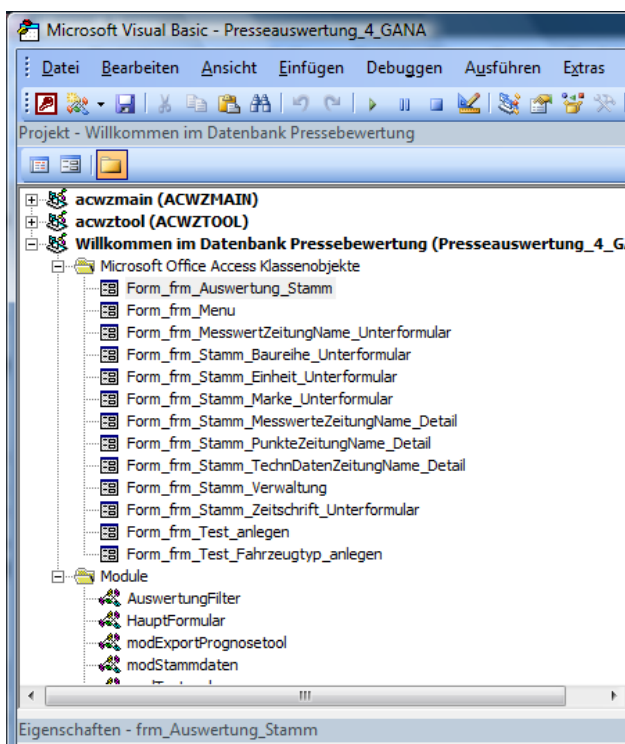 Microsoft Visual Basic - Presseauswertung_4_GANA
Datei Bearbeiten Ansicht Einfügen Debuggen Ausführen Extras
Projekt - Willkommen im Datenbank Pressebewertung
acwzmain (ACWZMAIN)
acwztool (ACWZTOOL)
Willkommen im Datenbank Pressebewertung (Presseauswertung_4_G
Microsoft Office Access Klassenobjekte
Form_frm_Auswertung_Stamm
Form_frm_Menu
Form_frm_MesswertZeitungName_Unterformular
Form_frm_Stamm_Baureihe_Unterformular
Form_frm_Stamm_Einheit_Unterformular
Form_frm_Stamm_Marke_Unterformular
Form_frm_Stamm_MesswerteZeitungName_Detail
Form_frm_Stamm_PunkteZeitungName_Detail
Form_frm_Stamm_TechnDatenZeitungName_Detail
Form_frm_Stamm_Verwaltung
Form_frm_Stamm_Zeitschrift_Unterformular
Form_frm_Test_anlegen
Form_frm_Test_Fahrzeugtyp_anlegen
Module
AuswertungFilter
HauptFormular
modExportPrognosetool
modStammdaten
Eigenschaften - frm_Auswertung_Stamm